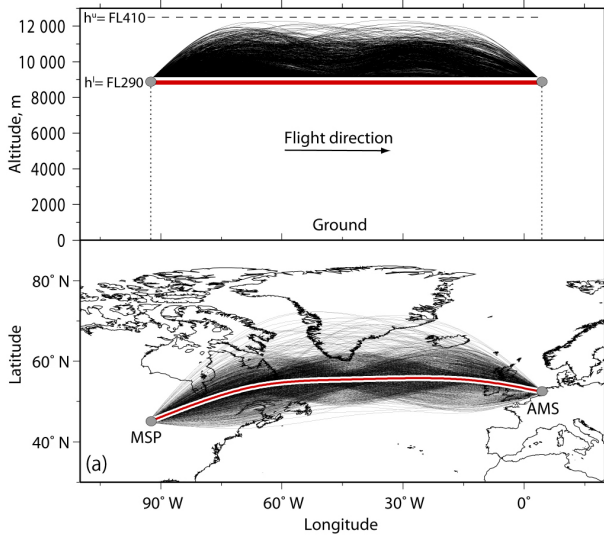 hᵘ= FL410
12 000
10 000
hˡ= FL290
8000
6000
4000
2000
0
Altitude, m
Flight direction
Ground
80° N
60° N
40° N
Latitude
MSP
AMS
(a)
90° W
60° W
30° W
0°
Longitude